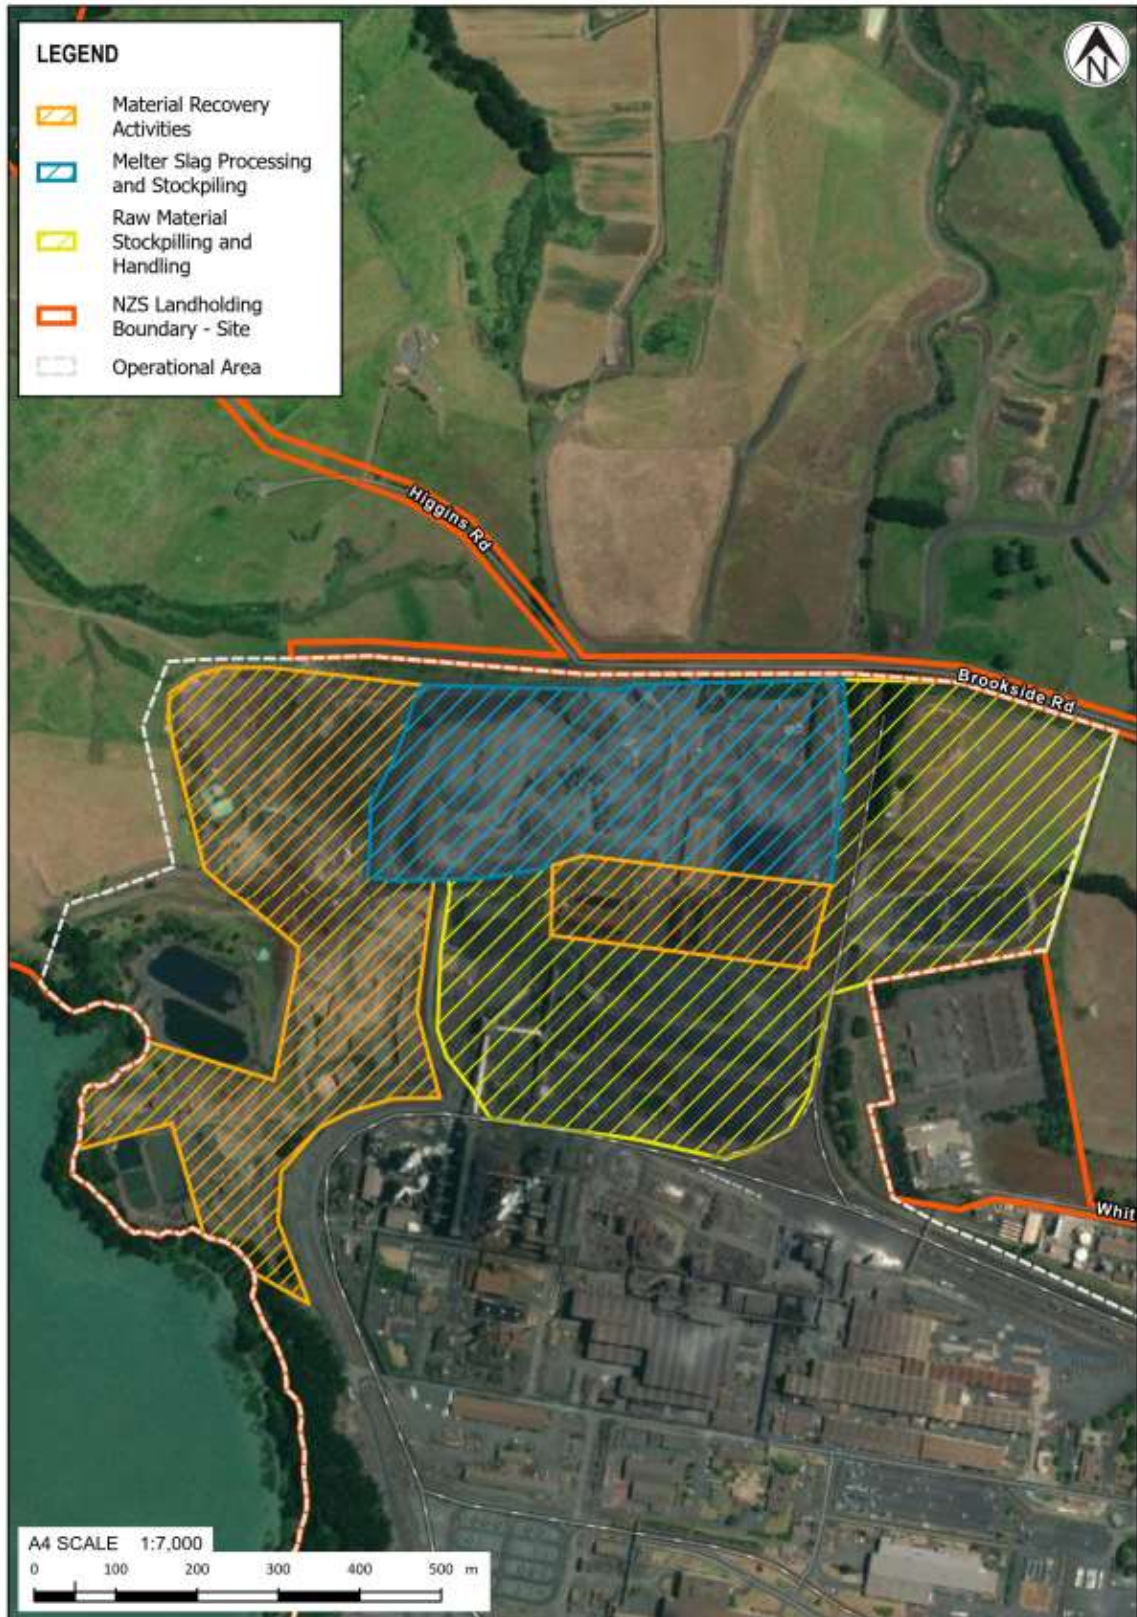 LEGEND
Material Recovery
Activities
Melter Slag Processing
and Stockpiling
Raw Material
Stockpilling and
Handling
NZS Landholding
Boundary - Site
Operational Area
N
Higgins Rd
Brookside Rd
Whit
A4 SCALE 1:7,000
0 100 200 300 400 500 m